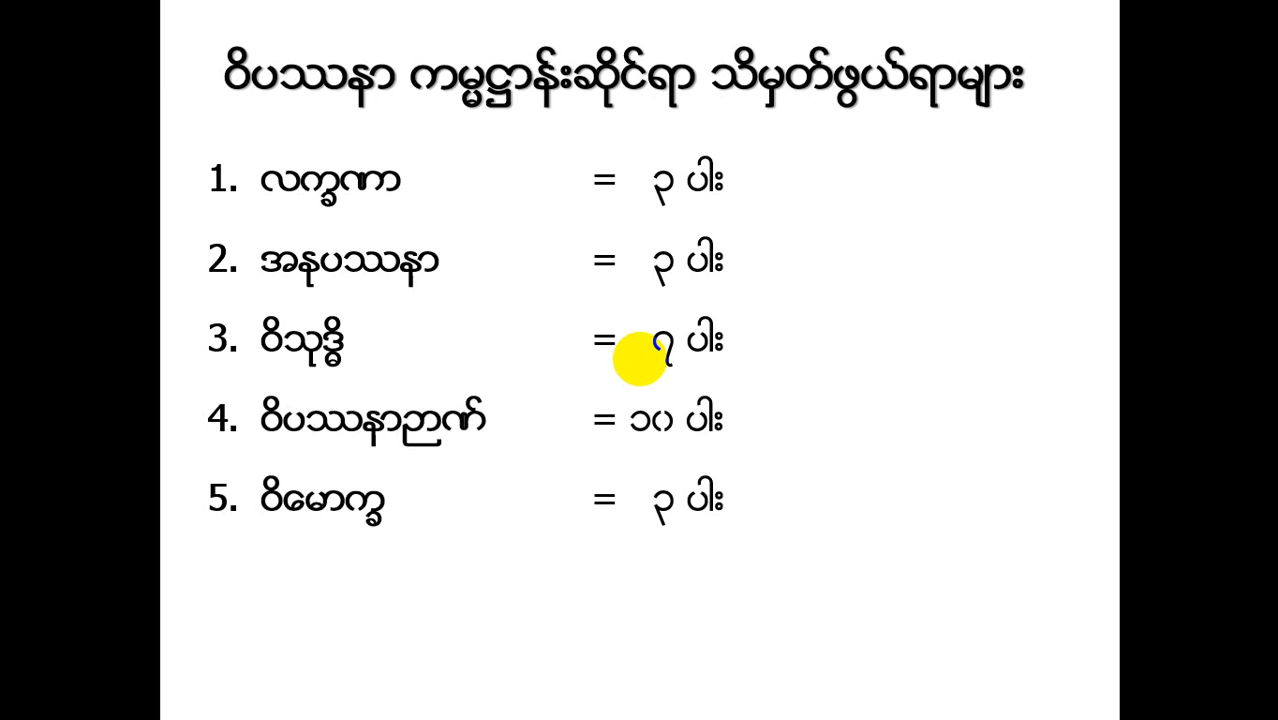 ဝိပဿနာ ကမ္မဋ္ဌာန်းဆိုင်ရာ သိမှတ်ဖွယ်ရာများ
1. လက္ခဏာ = ၃ ပါး
2. အနုပဿနာ = ၃ ပါး
3. ဝိသုဒ္ဓိ = ၇ ပါး
4. ဝိပဿနာဉာဏ် = ၁၀ ပါး
5. ဝိမောက္ခ = ၃ ပါး